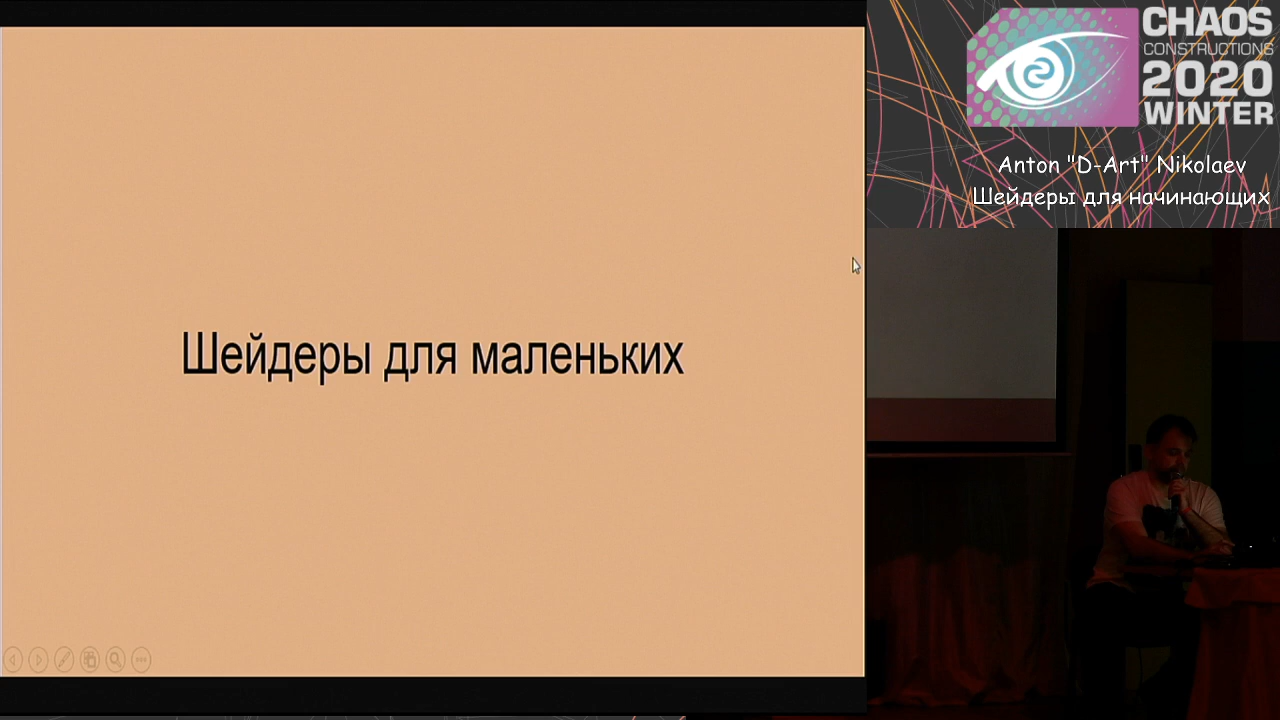 Шейдеры для маленьких
CHAOS
CONSTRUCTIONS
2020
WINTER
Anton "D-Art" Nikolaev
Шейдеры для начинающих